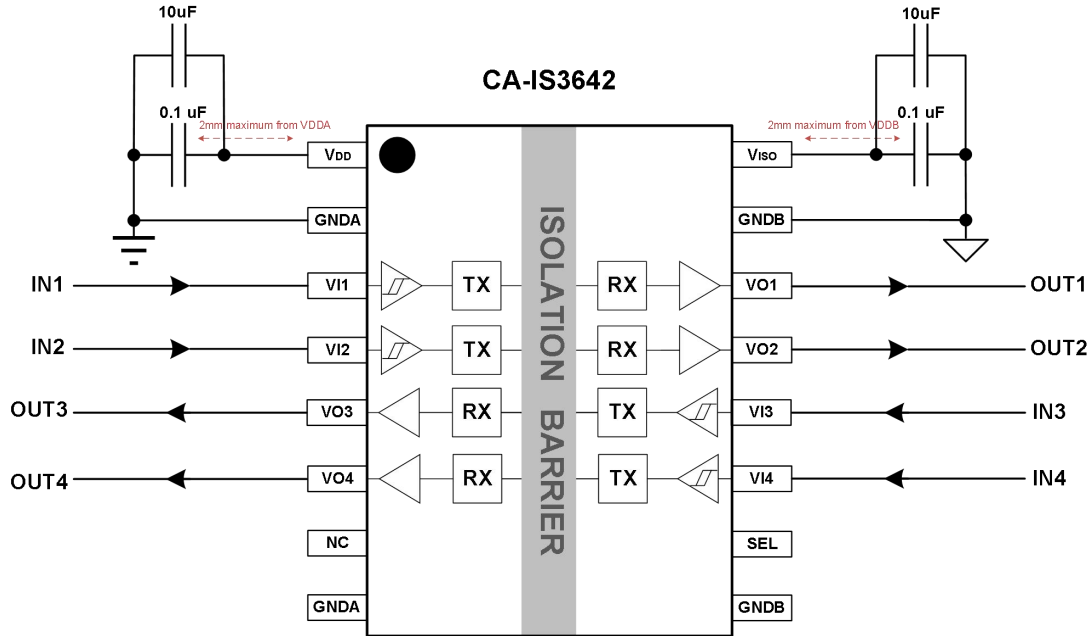 10uF
10uF
CA-IS3642
0.1 uF
0.1 uF
2mm maximum from VDDA
2mm maximum from VDDB
VDD
VISO
GNDA
GNDB
ISOLATION BARRIER
IN1
VI1
TX
RX
VO1
OUT1
IN2
VI2
TX
RX
VO2
OUT2
OUT3
VO3
RX
TX
VI3
IN3
OUT4
VO4
RX
TX
VI4
IN4
NC
SEL
GNDA
GNDB